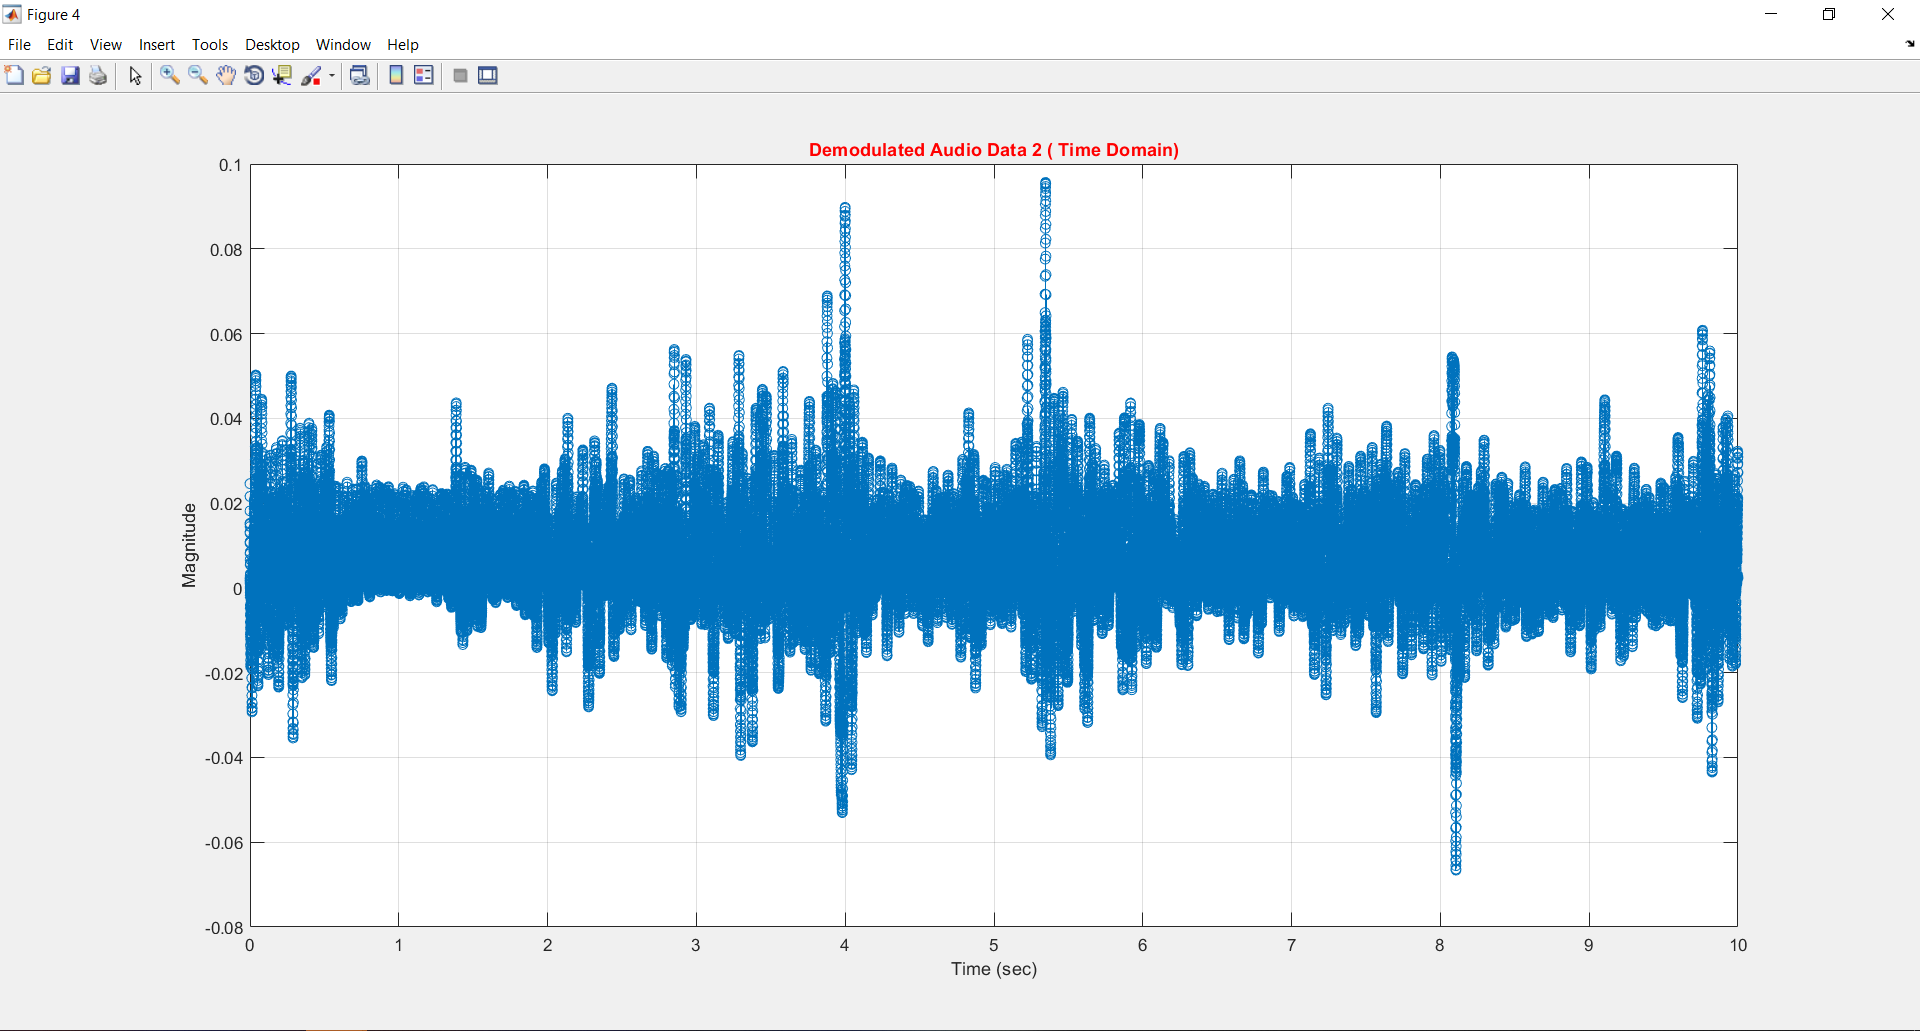 Figure 4
File Edit View Insert Tools Desktop Window Help
Demodulated Audio Data 2 ( Time Domain)
0.1
0.08
0.06
0.04
0.02
0
-0.02
-0.04
-0.06
-0.08
Magnitude
0 1 2 3 4 5 6 7 8 9 10
Time (sec)